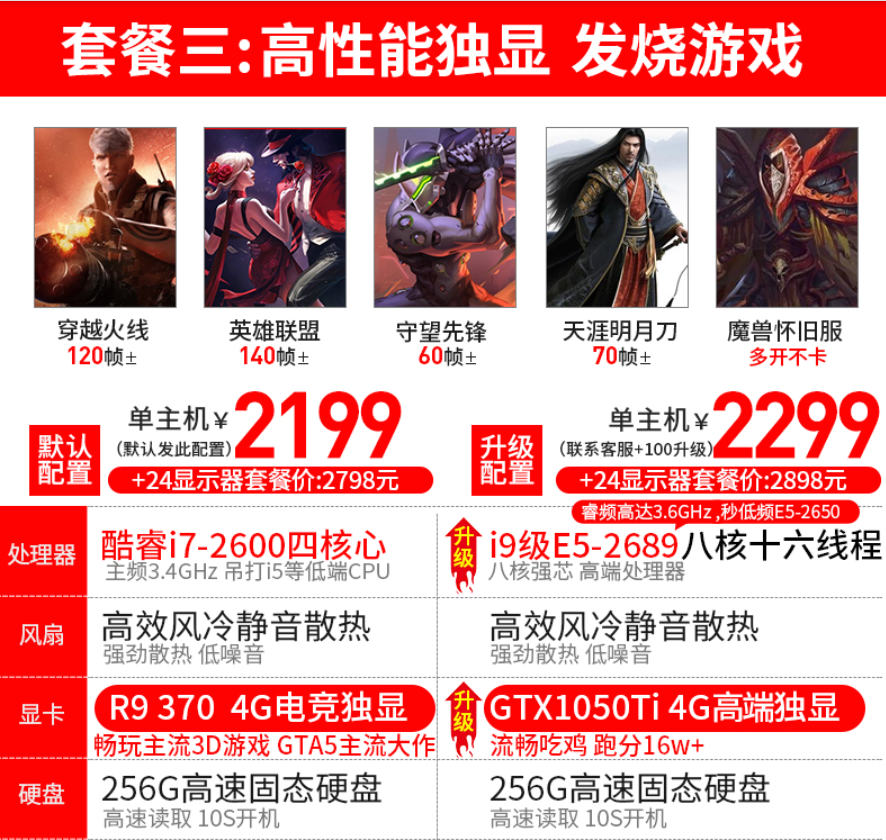 套餐三:高性能独显 发烧游戏
穿越火线
120帧±
英雄联盟
140帧±
守望先锋
60帧±
天涯明月刀
70帧±
魔兽怀旧服
多开不卡
默认
配置
单主机¥2199
(默认发此配置)
+24显示器套餐价:2798元
升级
配置
单主机¥2299
(联系客服+100升级)
+24显示器套餐价:2898元
睿频高达3.6GHz ,秒低频E5-2650
处理器
酷睿i7-2600四核心
主频3.4GHz 吊打i5等低端CPU
升级
i9级E5-2689八核十六线程
八核强芯 高端处理器
风扇
高效风冷静音散热
强劲散热 低噪音
高效风冷静音散热
强劲散热 低噪音
显卡
R9 370 4G电竞独显
畅玩主流3D游戏 GTA5主流大作
升级
GTX1050Ti 4G高端独显
流畅吃鸡 跑分16w+
硬盘
256G高速固态硬盘
高速读取 10S开机
256G高速固态硬盘
高速读取 10S开机